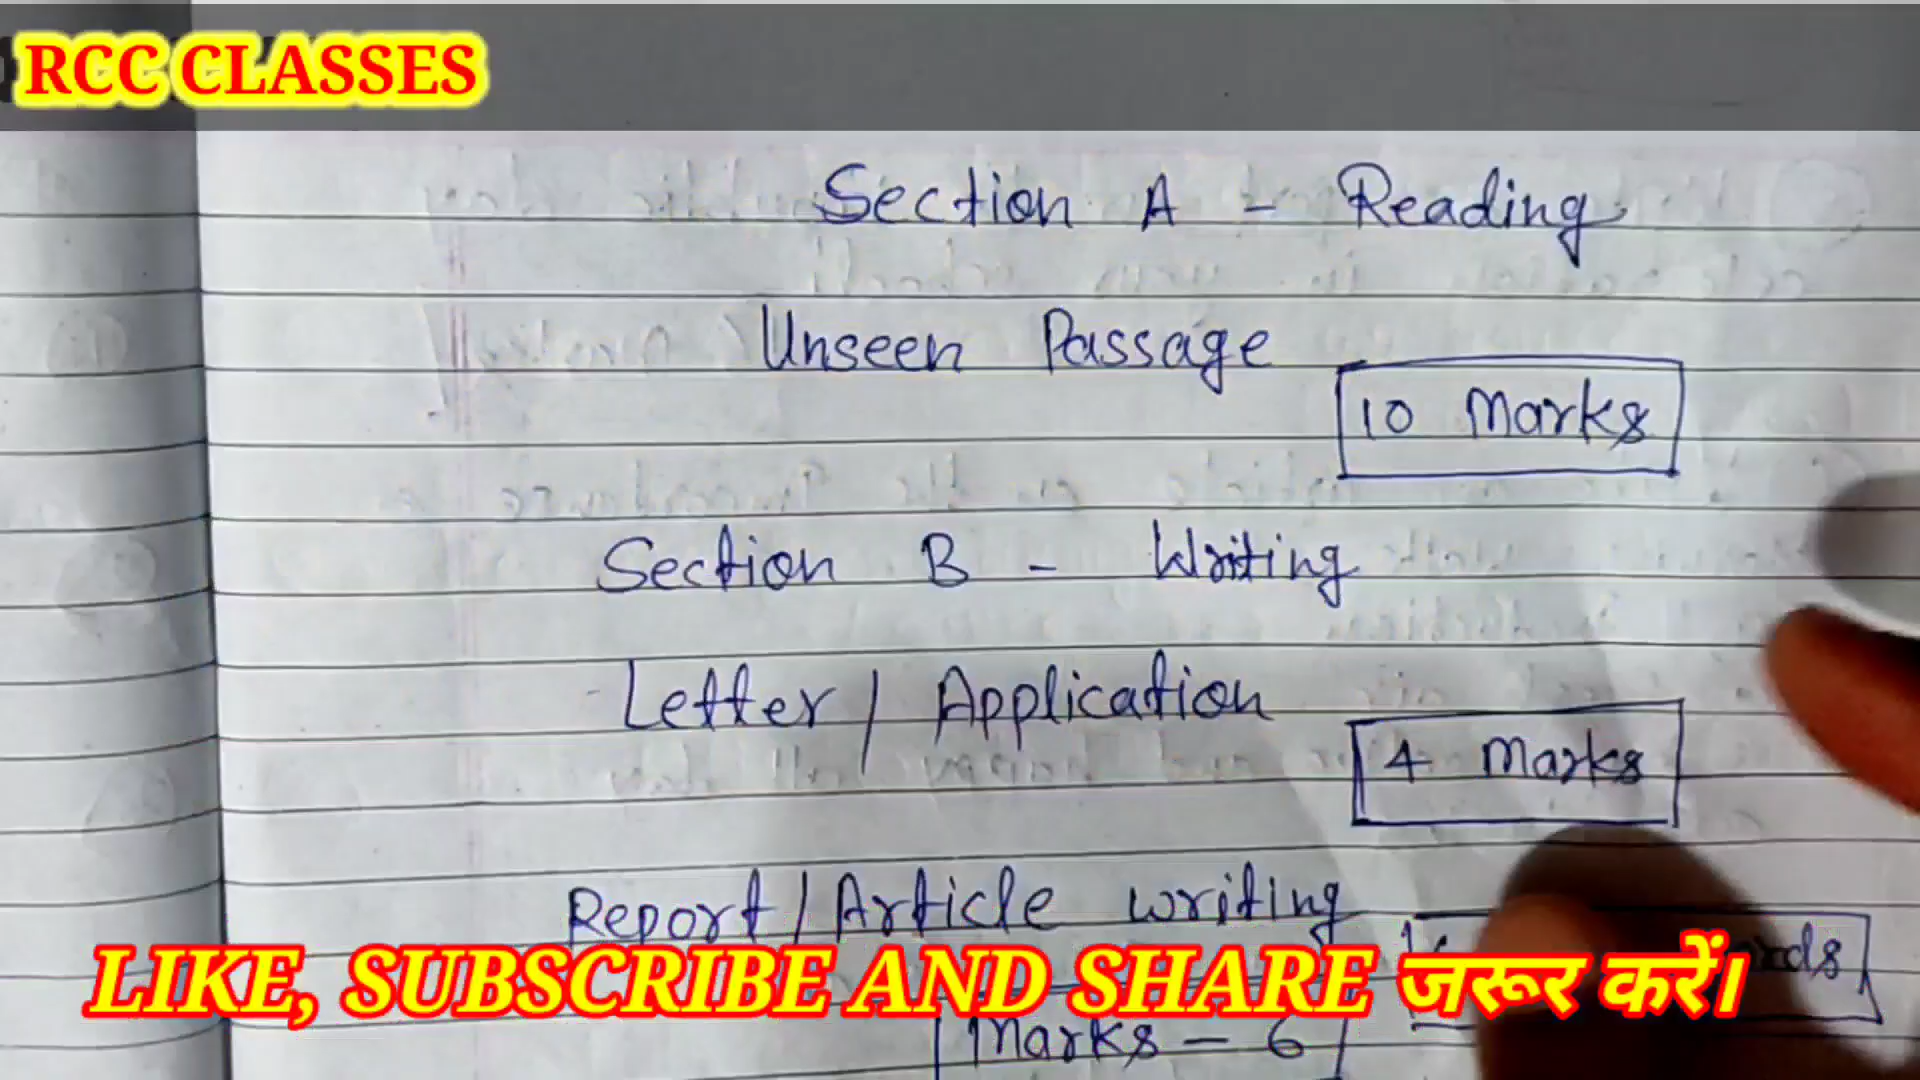 RCC CLASSES
Section A - Reading
Unseen Passage
10 Marks
Section B - Writing
Letter / Application
4 Marks
Report / Article writing
LIKE, SUBSCRIBE AND SHARE जरूर करें।
Marks - 6